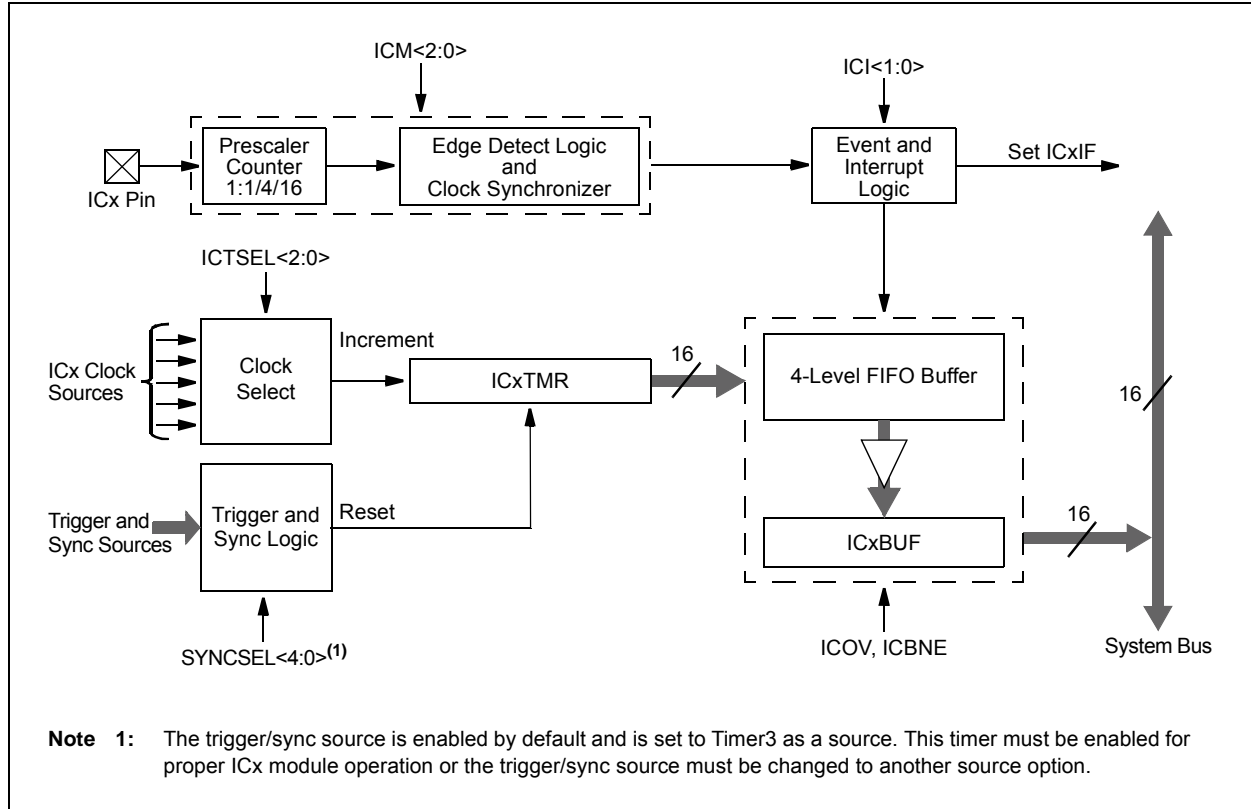 ICM<2:0>
ICI<1:0>
Prescaler
Counter
1:1/4/16
Edge Detect Logic
and
Clock Synchronizer
Event and
Interrupt
Logic
Set ICxIF
ICx Pin
ICTSEL<2:0>
ICx Clock
Sources
Clock
Select
Increment
ICxTMR
16
4-Level FIFO Buffer
16
Trigger and
Sync Sources
Trigger and
Sync Logic
Reset
ICxBUF
16
SYNCSEL<4:0>(1)
ICOV, ICBNE
System Bus
Note 1: The trigger/sync source is enabled by default and is set to Timer3 as a source. This timer must be enabled for
proper ICx module operation or the trigger/sync source must be changed to another source option.